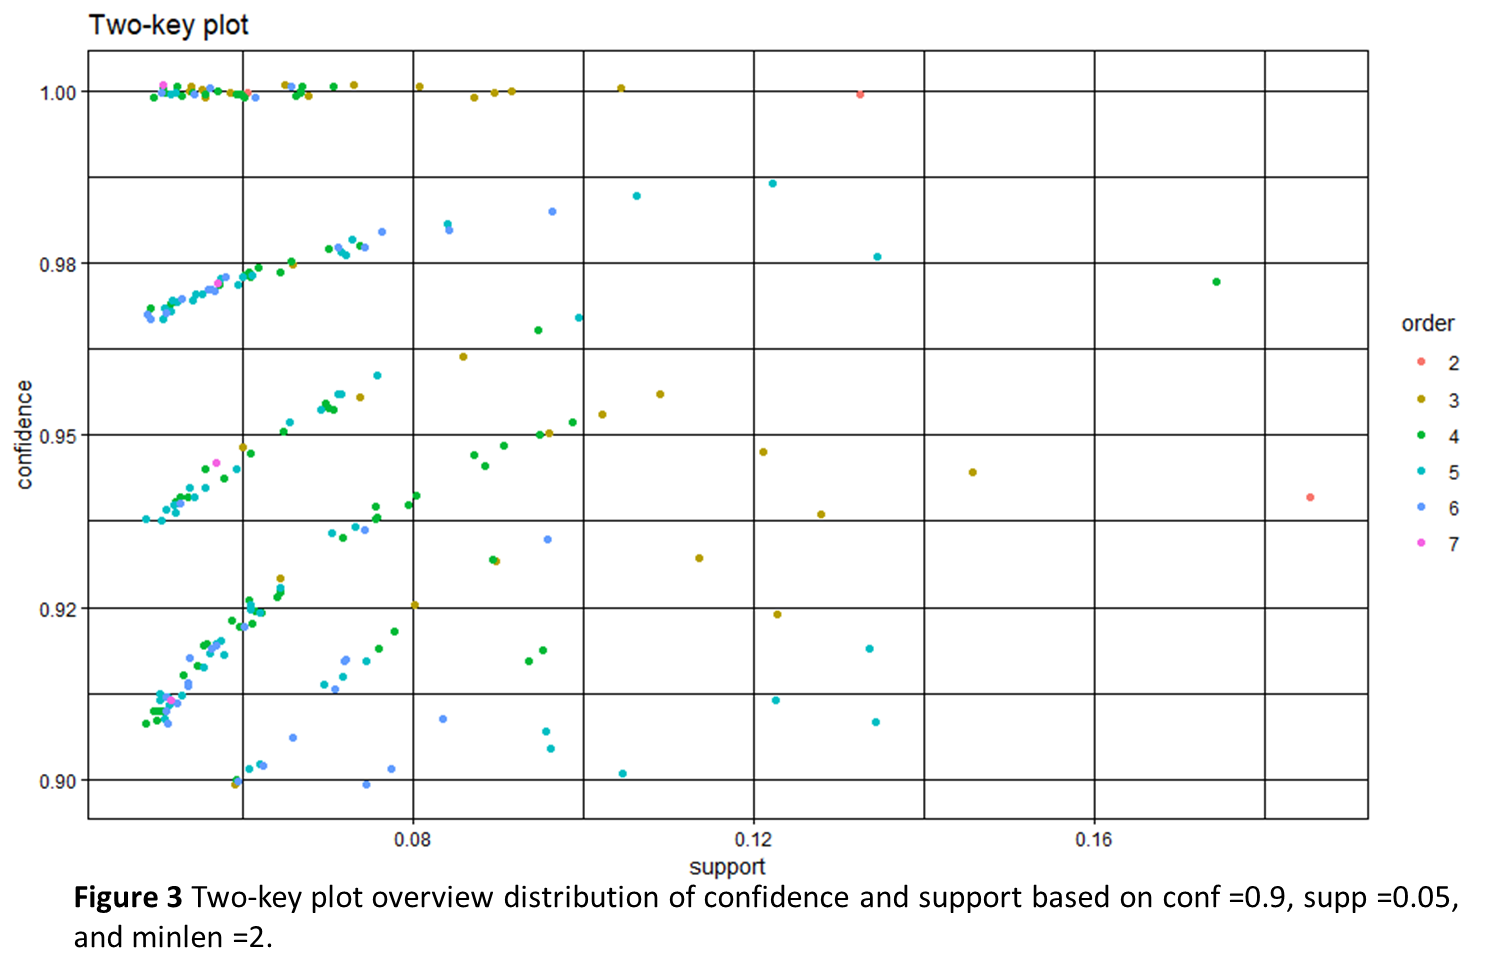 Two-key plot
1.00
0.98
0.95
0.92
0.90
confidence
0.08
0.12
0.16
support
order
2
3
4
5
6
7
Figure 3 Two-key plot overview distribution of confidence and support based on conf =0.9, supp =0.05,
and minlen =2.